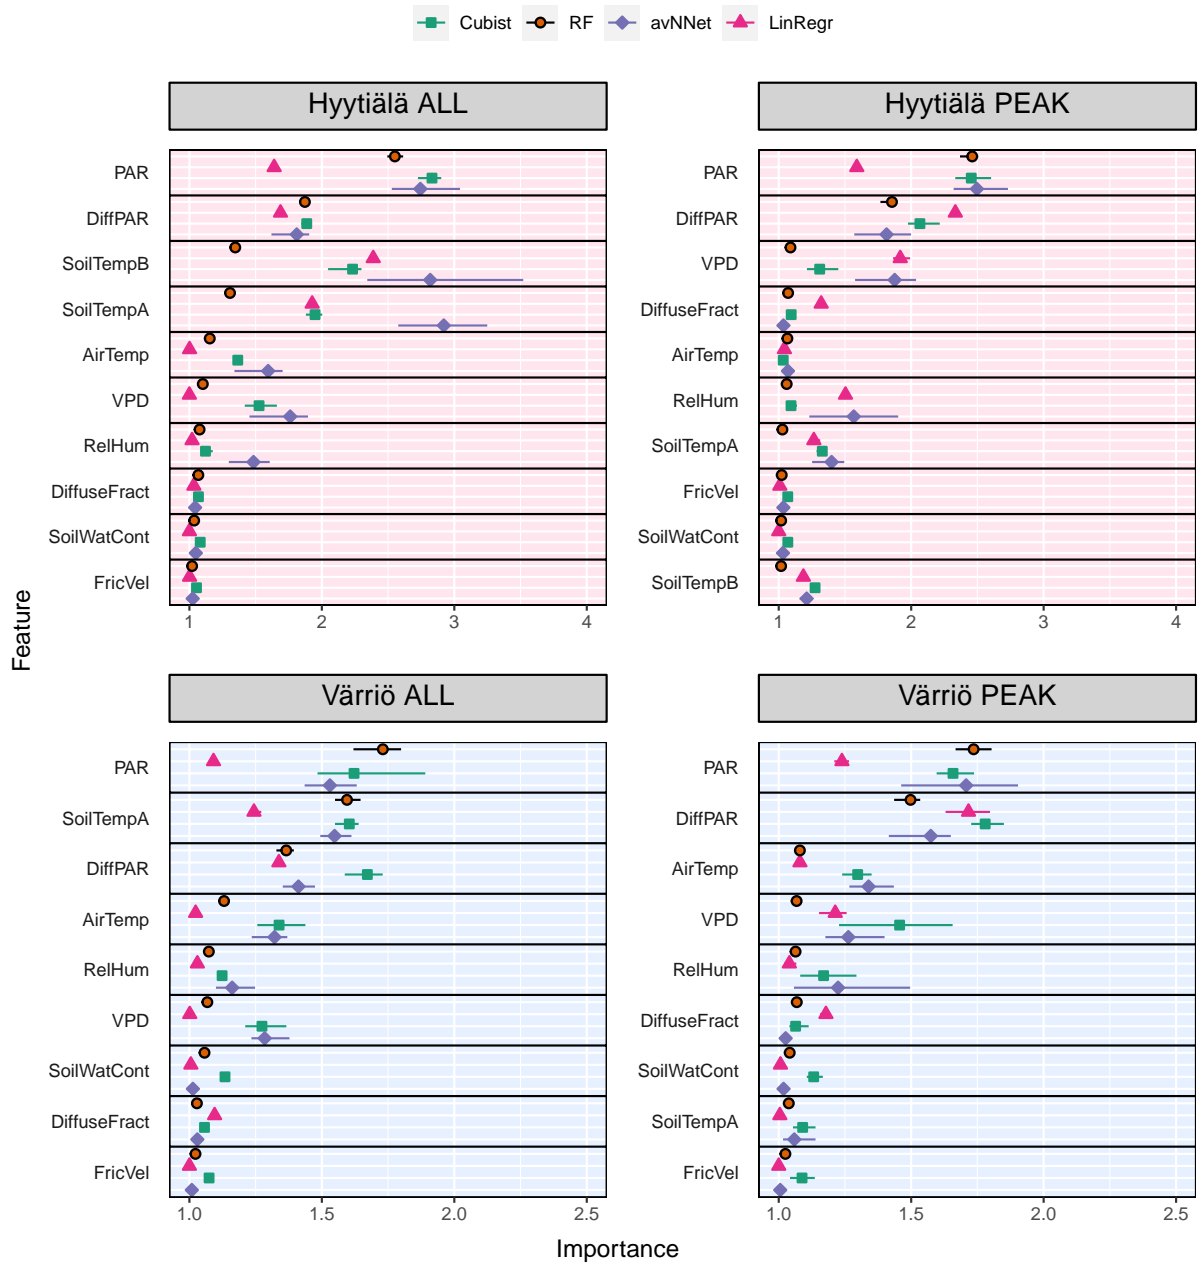 Cubist RF avNNet LinRegr
Hyytiälä ALL
PAR
DiffPAR
SoilTempB
SoilTempA
AirTemp
VPD
RelHum
DiffuseFract
SoilWatCont
FricVel
1 2 3 4
Hyytiälä PEAK
PAR
DiffPAR
VPD
DiffuseFract
AirTemp
RelHum
SoilTempA
FricVel
SoilWatCont
SoilTempB
1 2 3 4
Feature
Värriö ALL
PAR
SoilTempA
DiffPAR
AirTemp
RelHum
VPD
SoilWatCont
DiffuseFract
FricVel
1.0 1.5 2.0 2.5
Värriö PEAK
PAR
DiffPAR
AirTemp
VPD
RelHum
DiffuseFract
SoilWatCont
SoilTempA
FricVel
1.0 1.5 2.0 2.5
Importance